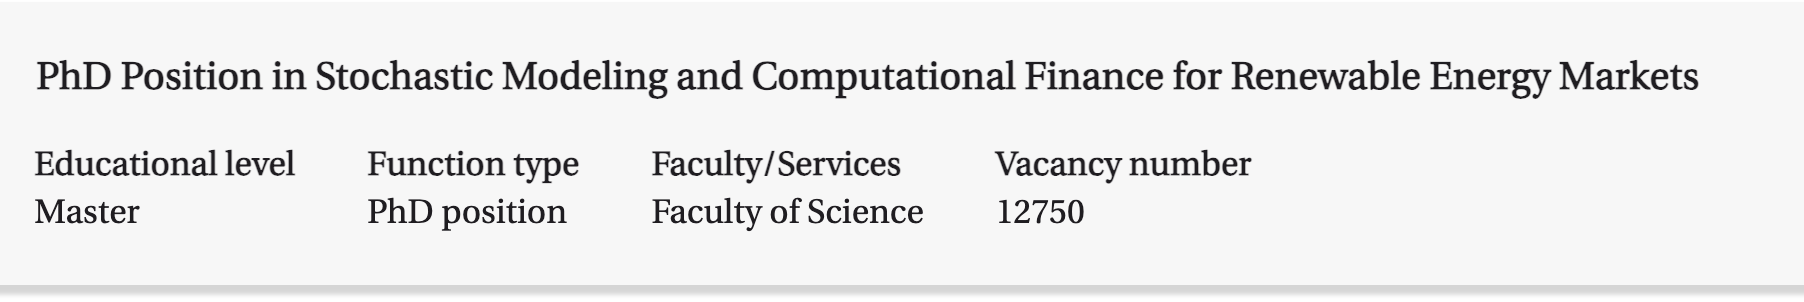 PhD Position in Stochastic Modeling and Computational Finance for Renewable Energy Markets
Educational level Function type Faculty/Services Vacancy number
Master PhD position Faculty of Science 12750